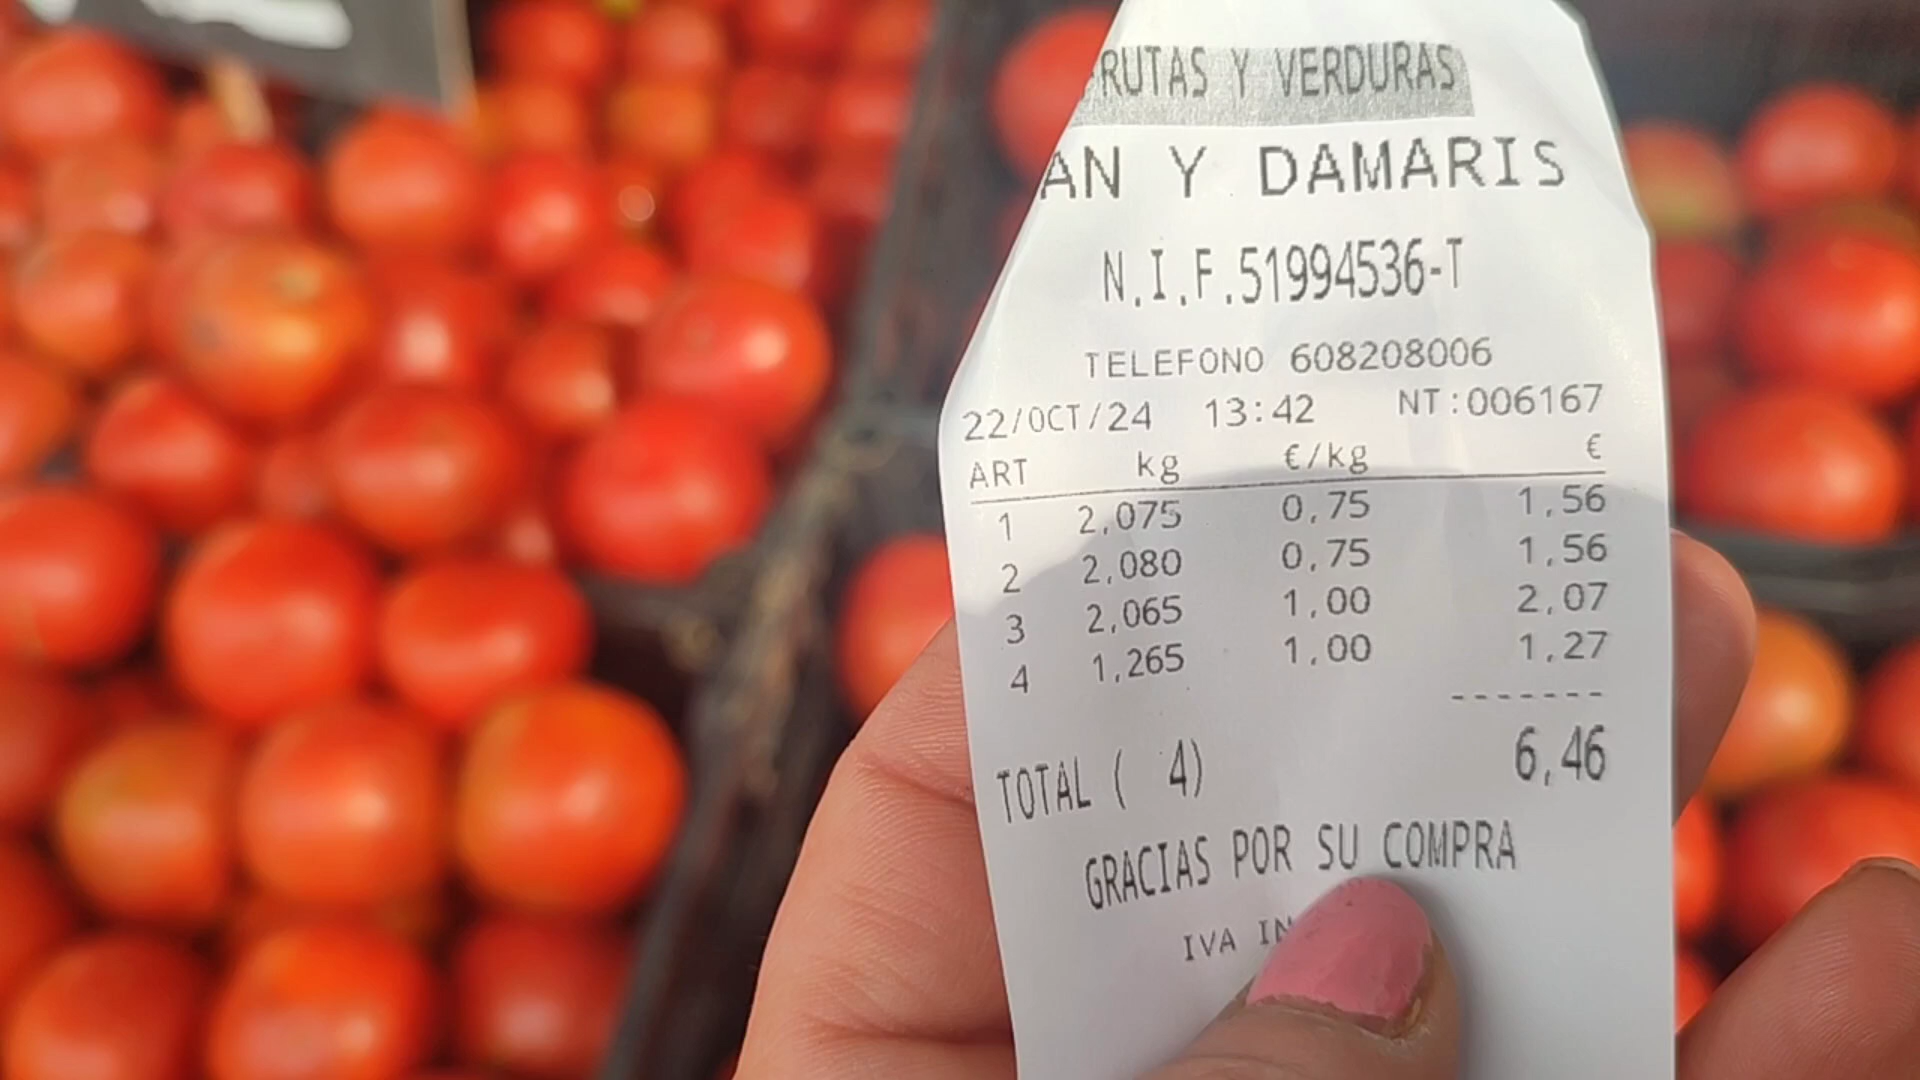 FRUTAS Y VERDURAS
AN Y DAMARIS
N.I.F.51994536-T
TELEFONO 608208006
22/OCT/24 13:42 NT:006167
ART kg €/kg €
1 2,075 0,75 1,56
2 2,080 0,75 1,56
3 2,065 1,00 2,07
4 1,265 1,00 1,27
-------
TOTAL ( 4) 6,46
GRACIAS POR SU COMPRA
IVA